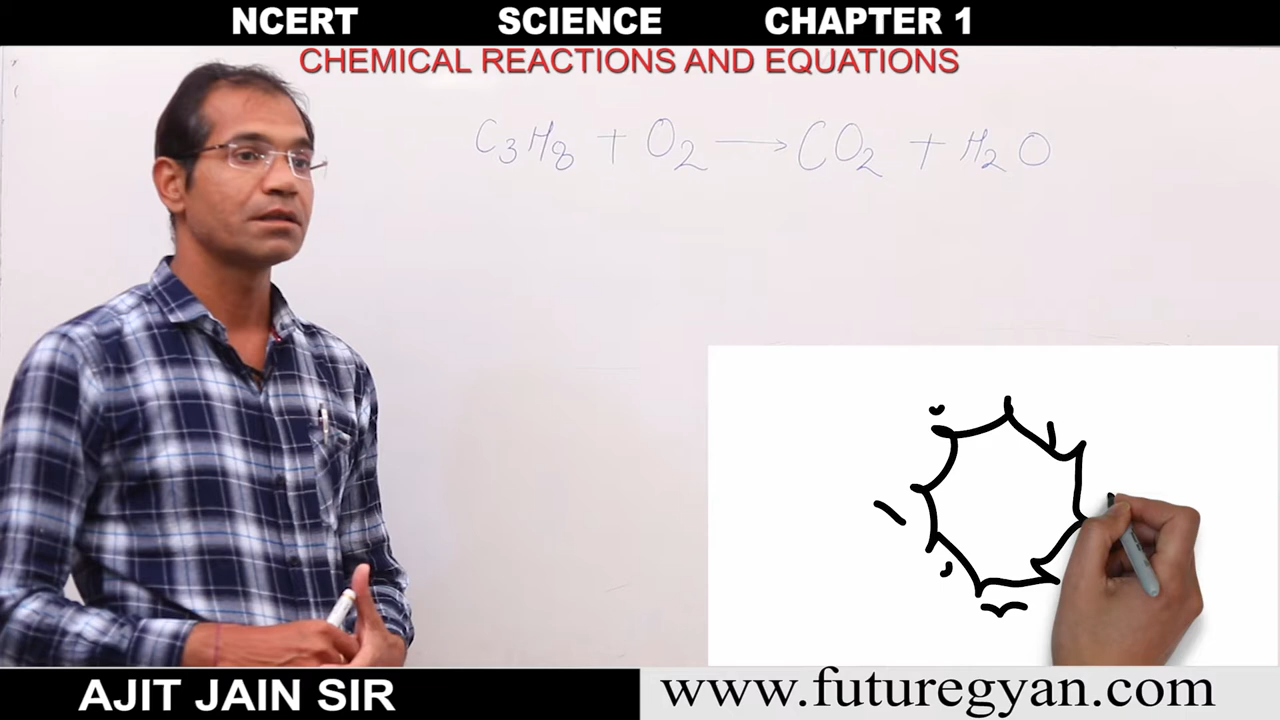 NCERT SCIENCE CHAPTER 1
CHEMICAL REACTIONS AND EQUATIONS
C₃H₈ + O₂ → CO₂ + H₂O
AJIT JAIN SIR
www.futuregyan.com